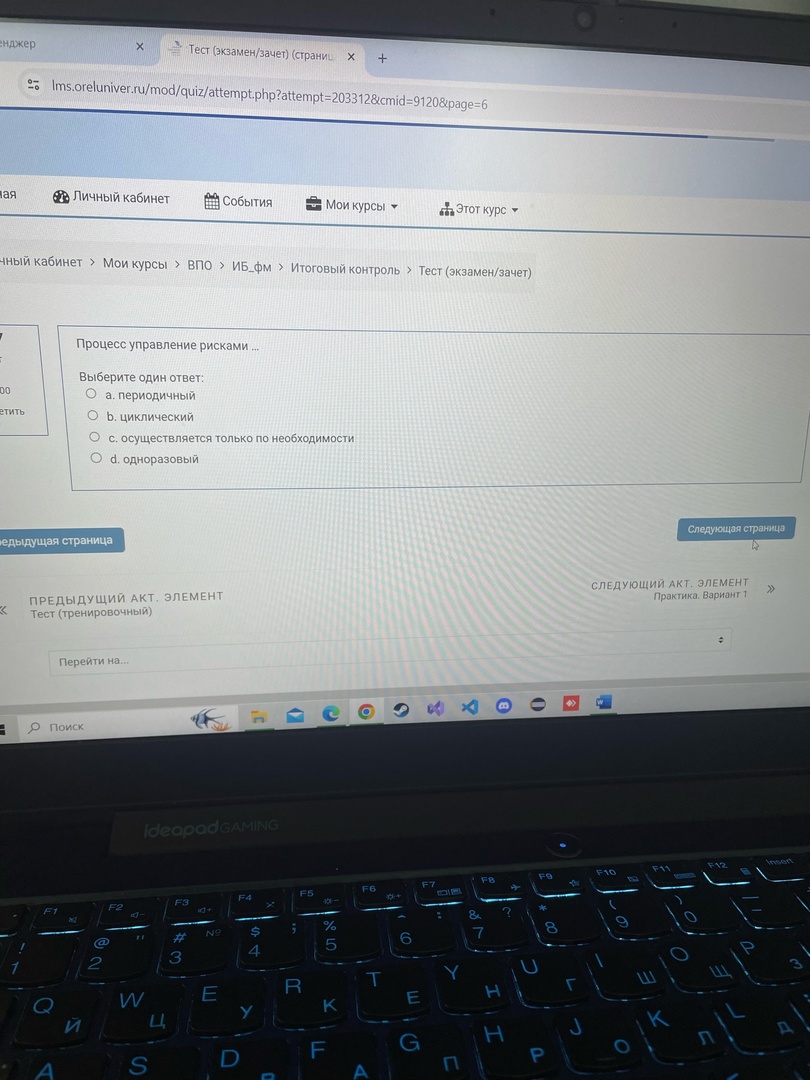 енджер
Тест (экзамен/зачет) (страниц
lms.oreluniver.ru/mod/quiz/attempt.php?attempt=203312&cmid=9120&page=6
ная Личный кабинет События Мои курсы Этот курс
чный кабинет > Мои курсы > ВПО > ИБ_фм > Итоговый контроль > Тест (экзамен/зачет)
Процесс управление рисками ...
00
етить
Выберите один ответ:
a. периодичный
b. циклический
c. осуществляется только по необходимости
d. одноразовый
едыдущая страница
Следующая страница
ПРЕДЫДУЩИЙ АКТ. ЭЛЕМЕНТ
Тест (тренировочный)
СЛЕДУЮЩИЙ АКТ. ЭЛЕМЕНТ
Практика. Вариант 1
Перейти на...
Поиск
ideapad GAMING
F1 F2 F3 F4 F5 F6 F7 F8 F9 F10 F11 F12 Insert
! @ " # № $ ; % ^ : & ? * ( )
1 2 3 4 5 6 7 8 9 0
Q W E R T Y U I O P
Й Ц У К Е Н Г Ш Щ З
A S D F G H J K L
А П Р О Л Д